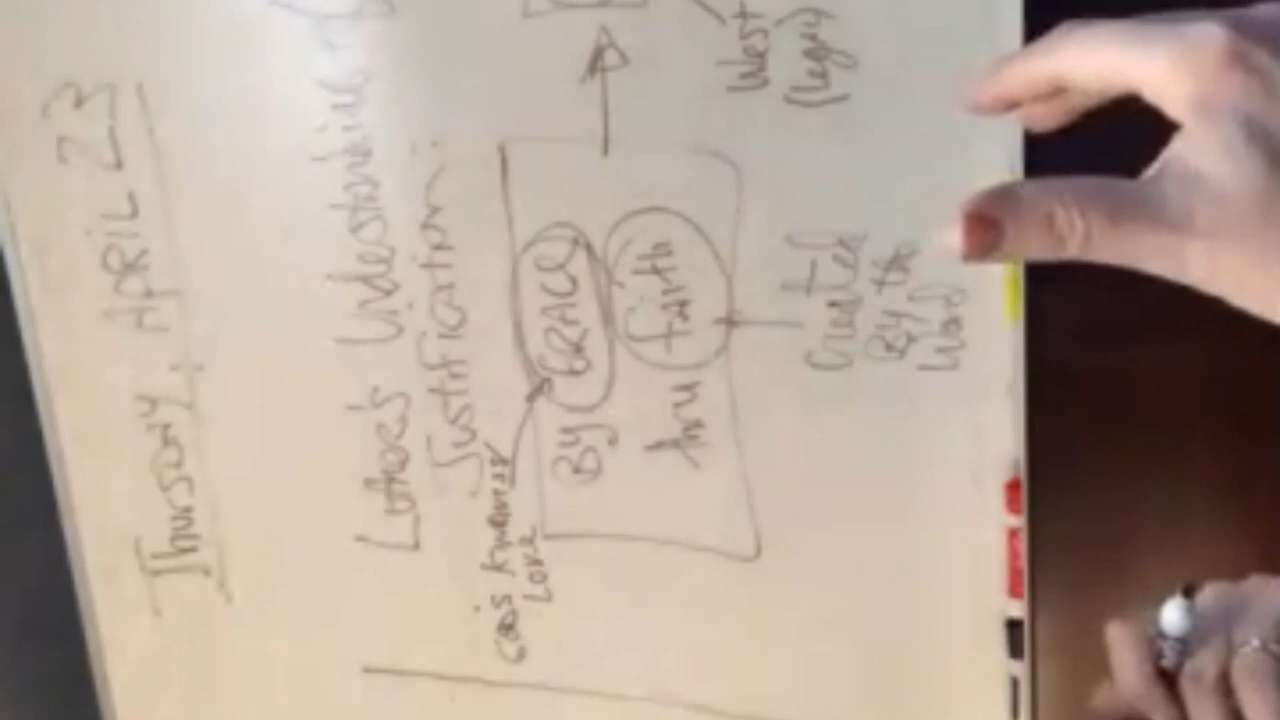 THURSDAY, APRIL 23
Luther's Understanding of
Justification:
God's kindness
Love
By GRACE
thru faith
Created
By the
Word
West
(legal)